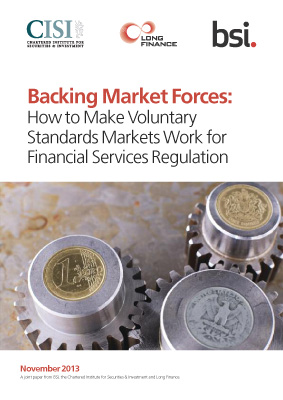 CISI
CHARTERED INSTITUTE FOR
SECURITIES & INVESTMENT
LONG
FINANCE
bsi.
Backing Market Forces:
How to Make Voluntary
Standards Markets Work for
Financial Services Regulation
1
EURO
November 2013
A joint paper from BSI, the Chartered Institute for Securities & Investment and Long Finance.